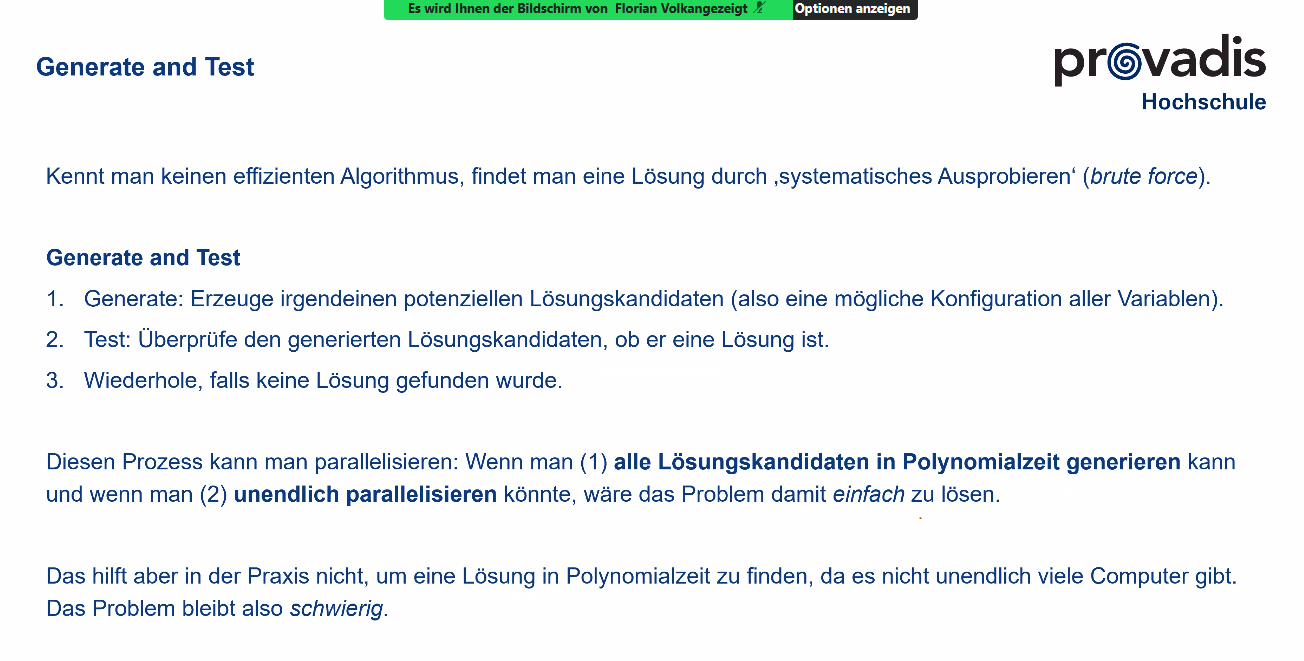 Es wird Ihnen der Bildschirm von Florian Volkangezeigt Optionen anzeigen
Generate and Test
provadis
Hochschule
Kennt man keinen effizienten Algorithmus, findet man eine Lösung durch ‚systematisches Ausprobieren‘ (brute force).
Generate and Test
1. Generate: Erzeuge irgendeinen potenziellen Lösungskandidaten (also eine mögliche Konfiguration aller Variablen).
2. Test: Überprüfe den generierten Lösungskandidaten, ob er eine Lösung ist.
3. Wiederhole, falls keine Lösung gefunden wurde.
Diesen Prozess kann man parallelisieren: Wenn man (1) alle Lösungskandidaten in Polynomialzeit generieren kann
und wenn man (2) unendlich parallelisieren könnte, wäre das Problem damit einfach zu lösen.
Das hilft aber in der Praxis nicht, um eine Lösung in Polynomialzeit zu finden, da es nicht unendlich viele Computer gibt.
Das Problem bleibt also schwierig.